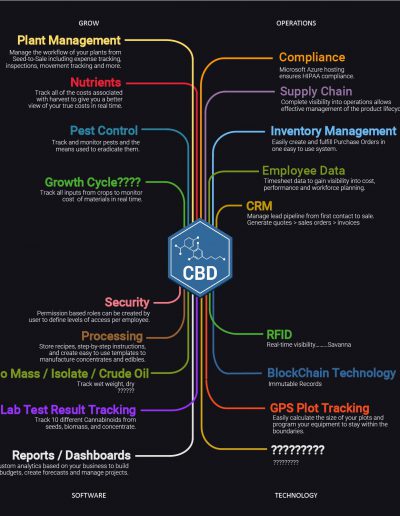 GROW
OPERATIONS
Plant Management
Manage the workflow of your plants from
Seed-to-Sale including expense tracking,
inspections, movement tracking and more.
Nutrients
Track all of the costs associated
with harvest to give you a better
view of your true costs in real time.
Pest Control
Track and monitor pests and the
means used to eradicate them.
Growth Cycle????
Track all inputs from crops to monitor
cost of materials in real time.
Compliance
Microsoft Azure hosting
ensures HIPAA compliance.
Supply Chain
Complete visibility into operations allows
effective management of the product lifecyc
Inventory Management
Easily create and fulfill Purchase Orders in
one easy to use system.
Employee Data
Timesheet data to gain visibility into cost,
performance and workforce planning.
CRM
Manage lead pipeline from first contact to sale.
Generate quotes > sales orders > invoices
CBD
Security
Permission based roles can be created by
user to define levels of access per employee.
Processing
Store recipes, step-by-step instructions,
and create easy to use templates to
manufacture concentrates and edibles.
o Mass / Isolate / Crude Oil
Track wet weight, dry
??????
Lab Test Result Tracking
Track 10 different Cannabinoids from
seeds, biomass, and concentrate.
Reports / Dashboards
ustom analytics based on your business to build
budgets, create forecasts and manage projects.
RFID
Real-time visibility.........Savanna
BlockChain Technology
Immutable Records
GPS Plot Tracking
Easily calculate the size of your plots and
program your equipment to stay within the
boundaries.
?????????
?????????
SOFTWARE
TECHNOLOGY